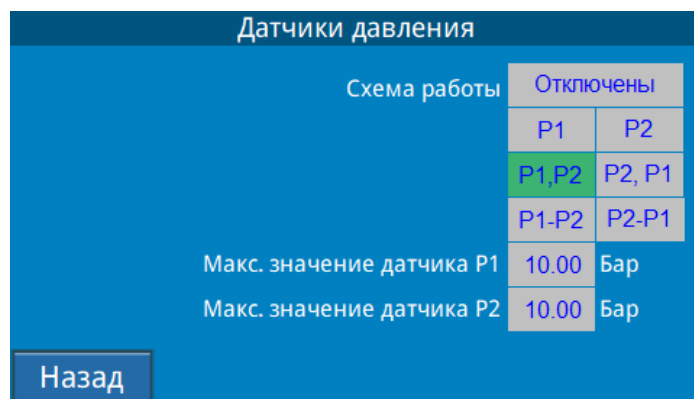 Датчики давления
Схема работы Отключены
P1 P2
P1,P2 P2, P1
P1-P2 P2-P1
Макс. значение датчика P1 10.00 Бар
Макс. значение датчика P2 10.00 Бар
Назад